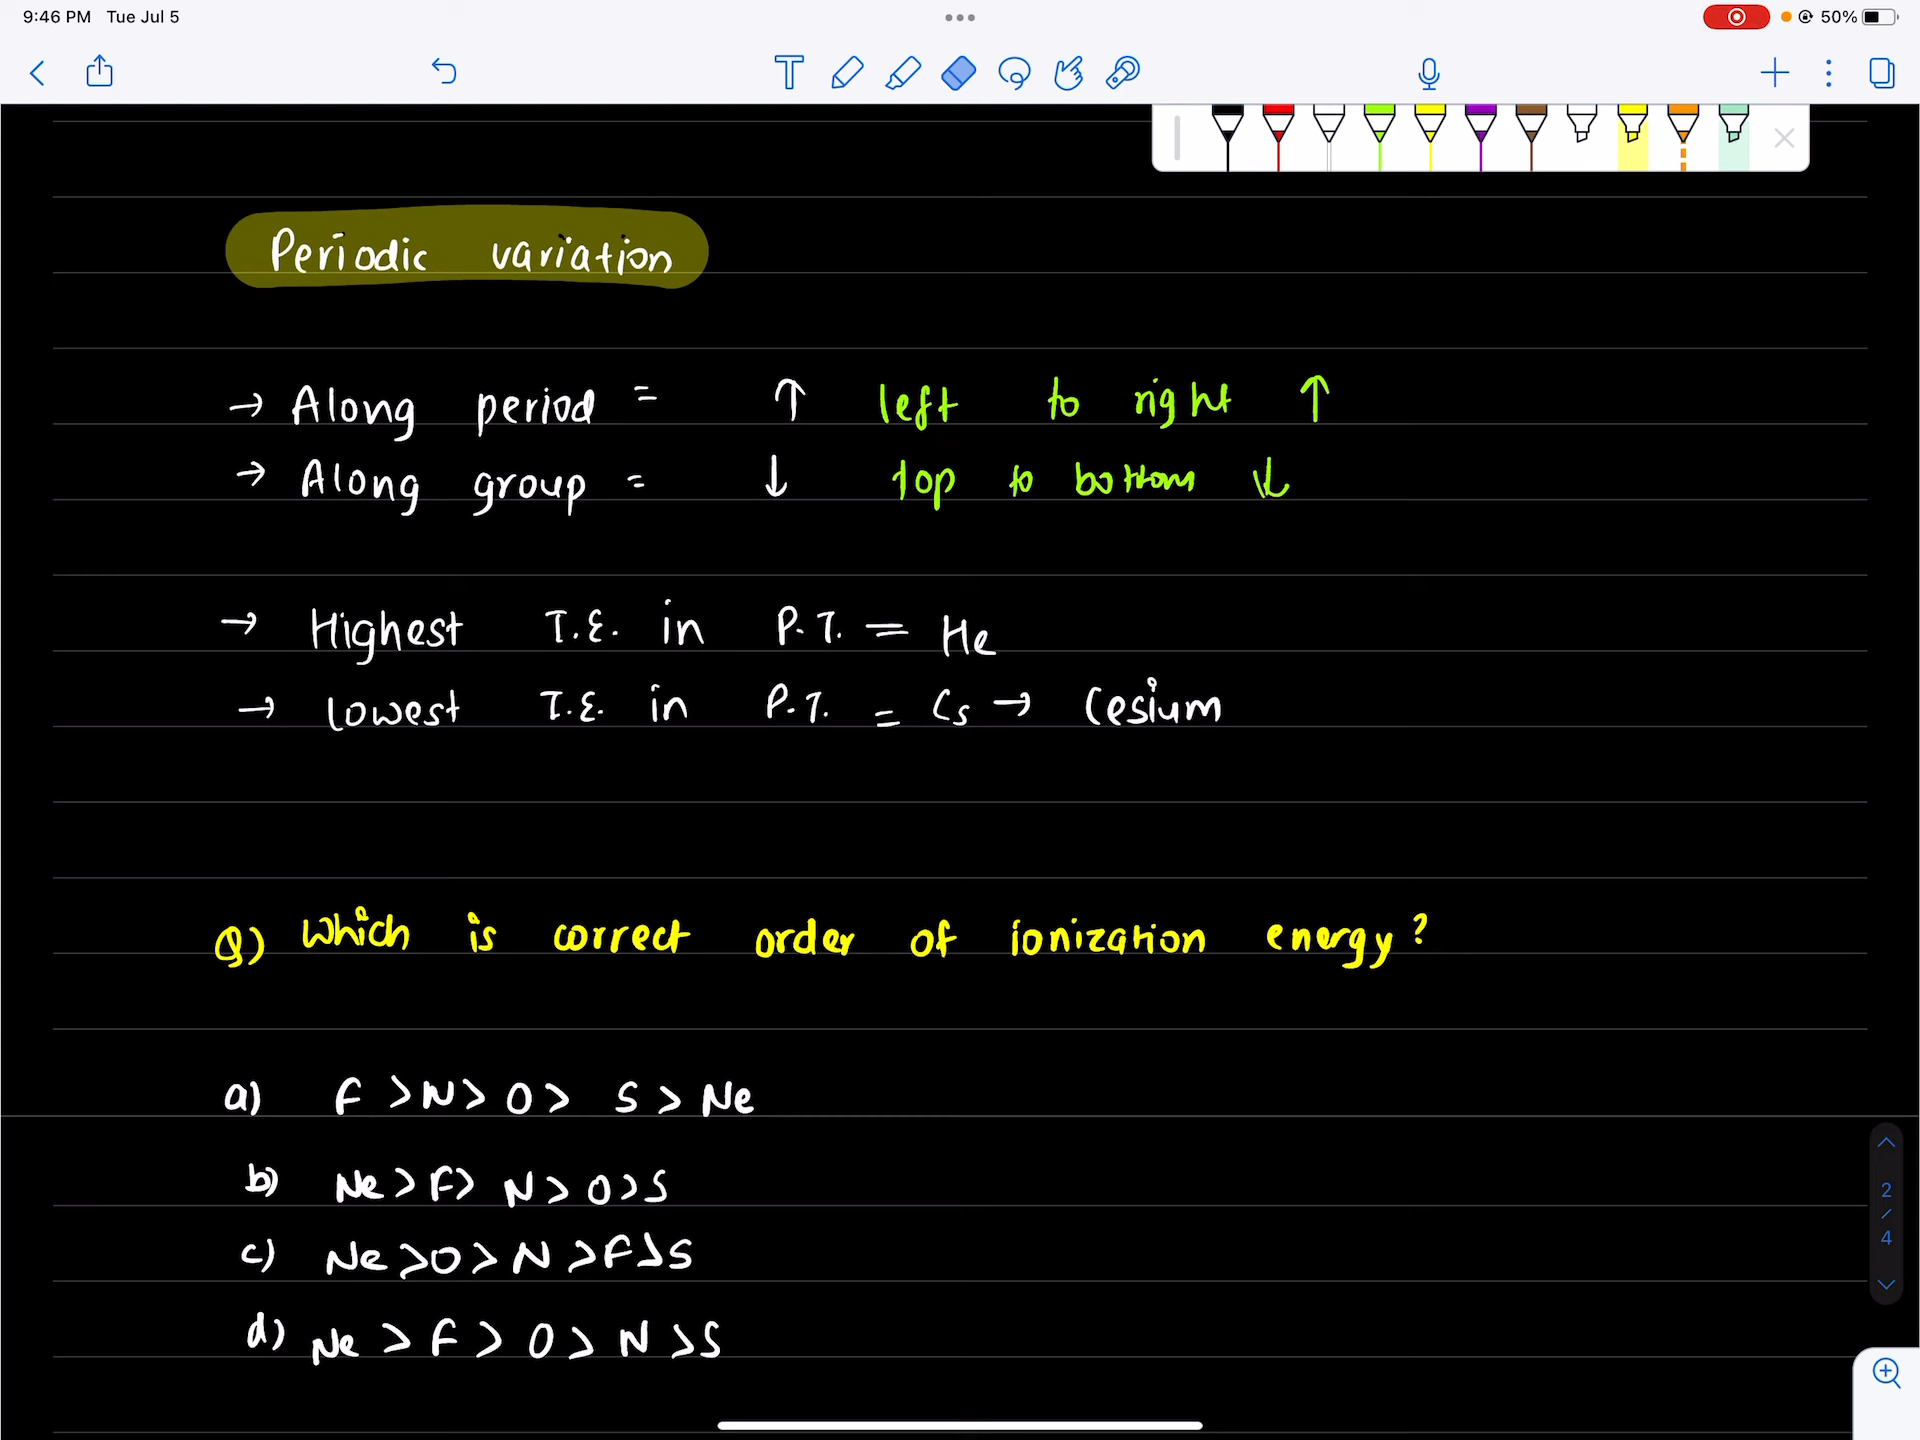 9:46 PM Tue Jul 5
50%
Periodic variation
→ Along period = ↑ left to right ↑
→ Along group = ↓ top to bottom ↓
→ Highest I.E. in P.T. = He
→ lowest I.E. in P.T. = Cs → Cesium
Q) Which is correct order of ionization energy?
a) F > N > O > S > Ne
b) Ne > F > N > O > S
c) Ne > O > N > F > S
d) Ne > F > O > N > S
2
/
4